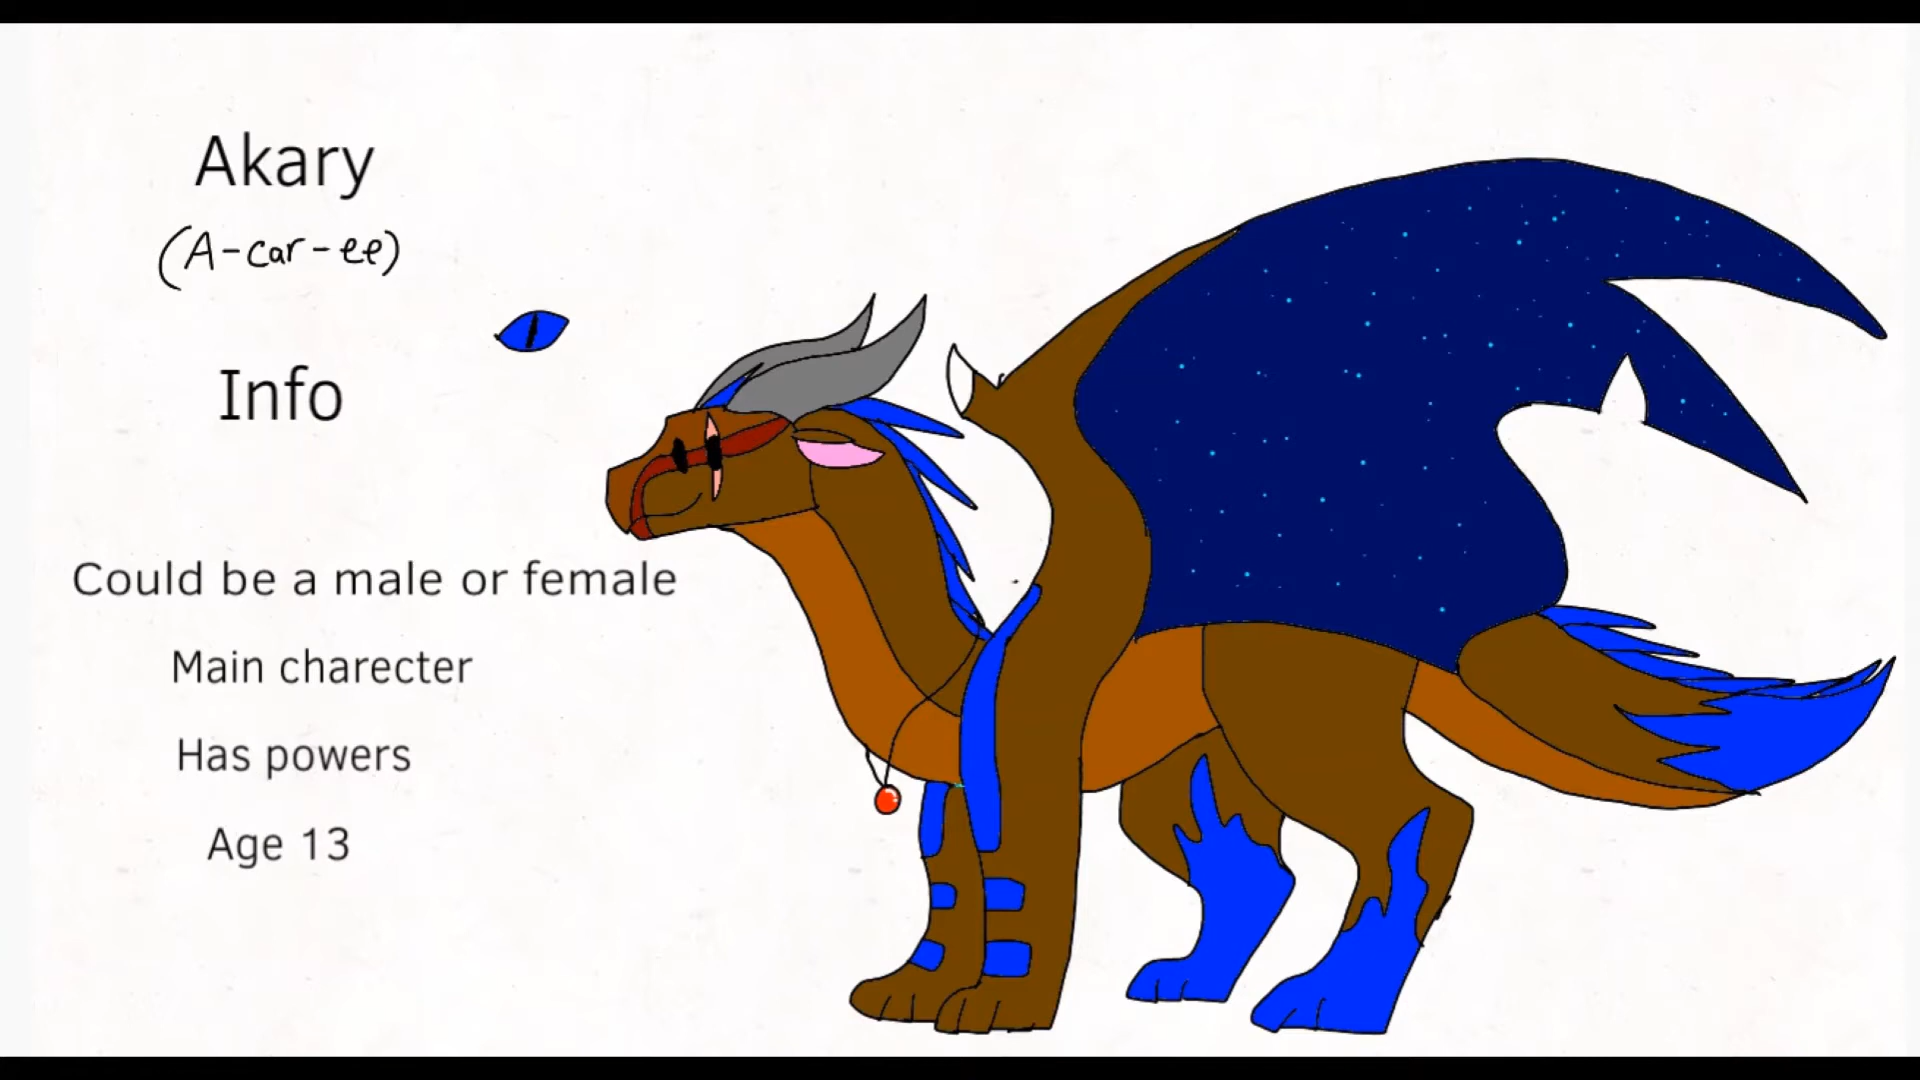 Akary
(A-car-ee)
Info
Could be a male or female
Main charecter
Has powers
Age 13